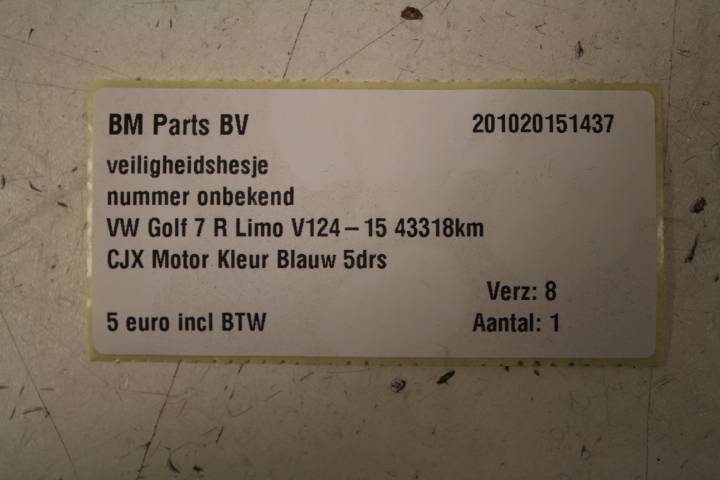 BM Parts BV 201020151437
veiligheidshesje
nummer onbekend
VW Golf 7 R Limo V124 – 15 43318km
CJX Motor Kleur Blauw 5drs
Verz: 8
5 euro incl BTW Aantal: 1